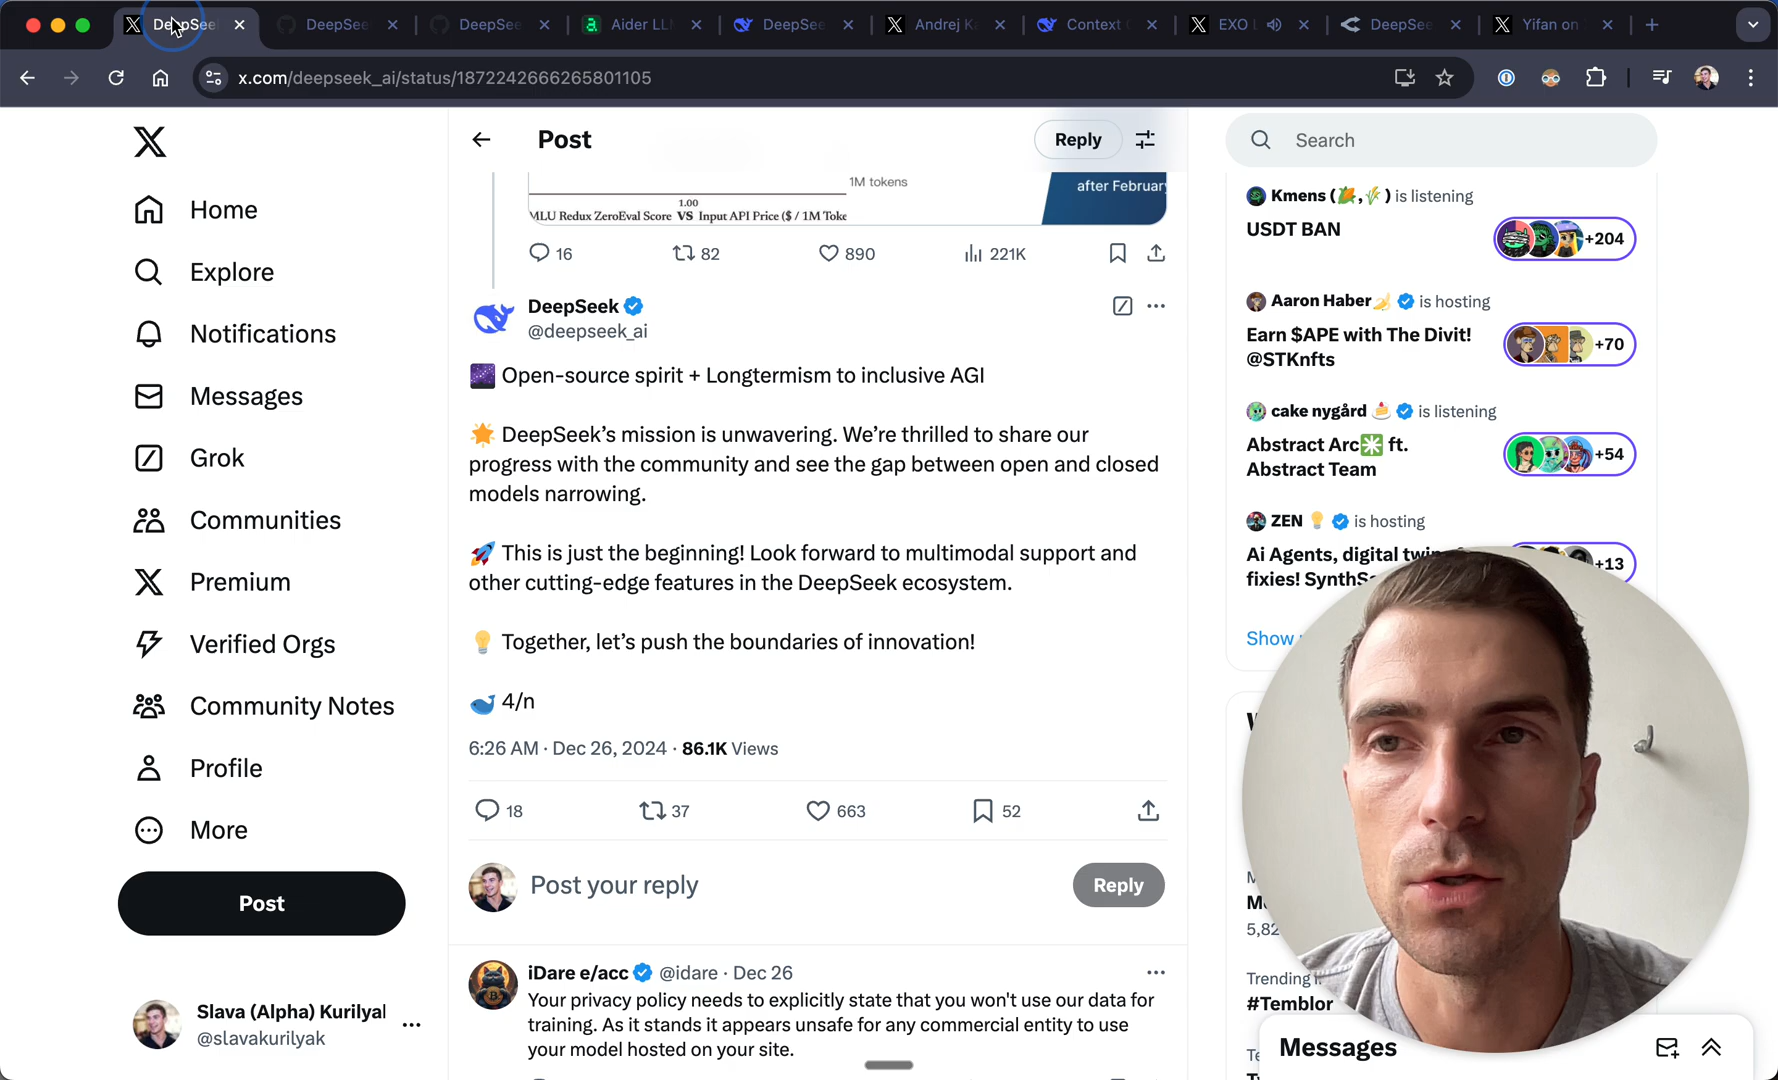 DeepSee
DeepSee
DeepSee
Aider LL
DeepSee
Andrej K
Context
EXO L
DeepSee
Yifan on
x.com/deepseek_ai/status/1872242666265801105
Post
Reply
Search
Home
Explore
Notifications
Messages
Grok
Communities
Premium
Verified Orgs
Community Notes
Profile
More
Post
Slava (Alpha) Kurilyal
@slavakurilyak
1M tokens
after February
1.00
MLU Redux ZeroEval Score VS Input API Price ($ / 1M Toke
16
82
890
221K
DeepSeek
@deepseek_ai
Open-source spirit + Longtermism to inclusive AGI
DeepSeek’s mission is unwavering. We’re thrilled to share our
progress with the community and see the gap between open and closed
models narrowing.
This is just the beginning! Look forward to multimodal support and
other cutting-edge features in the DeepSeek ecosystem.
Together, let’s push the boundaries of innovation!
4/n
6:26 AM · Dec 26, 2024 · 86.1K Views
18
37
663
52
Post your reply
Reply
iDare e/acc @idare · Dec 26
Your privacy policy needs to explicitly state that you won't use our data for
training. As it stands it appears unsafe for any commercial entity to use
your model hosted on your site.
Kmens ( , ) is listening
USDT BAN
+204
Aaron Haber is hosting
Earn $APE with The Divit!
@STKnfts
+70
cake nygård is listening
Abstract Arc ft.
Abstract Team
+54
ZEN is hosting
Ai Agents, digital twin
fixies! SynthS
+13
Show
5,82
Trending
#Temblor
Messages